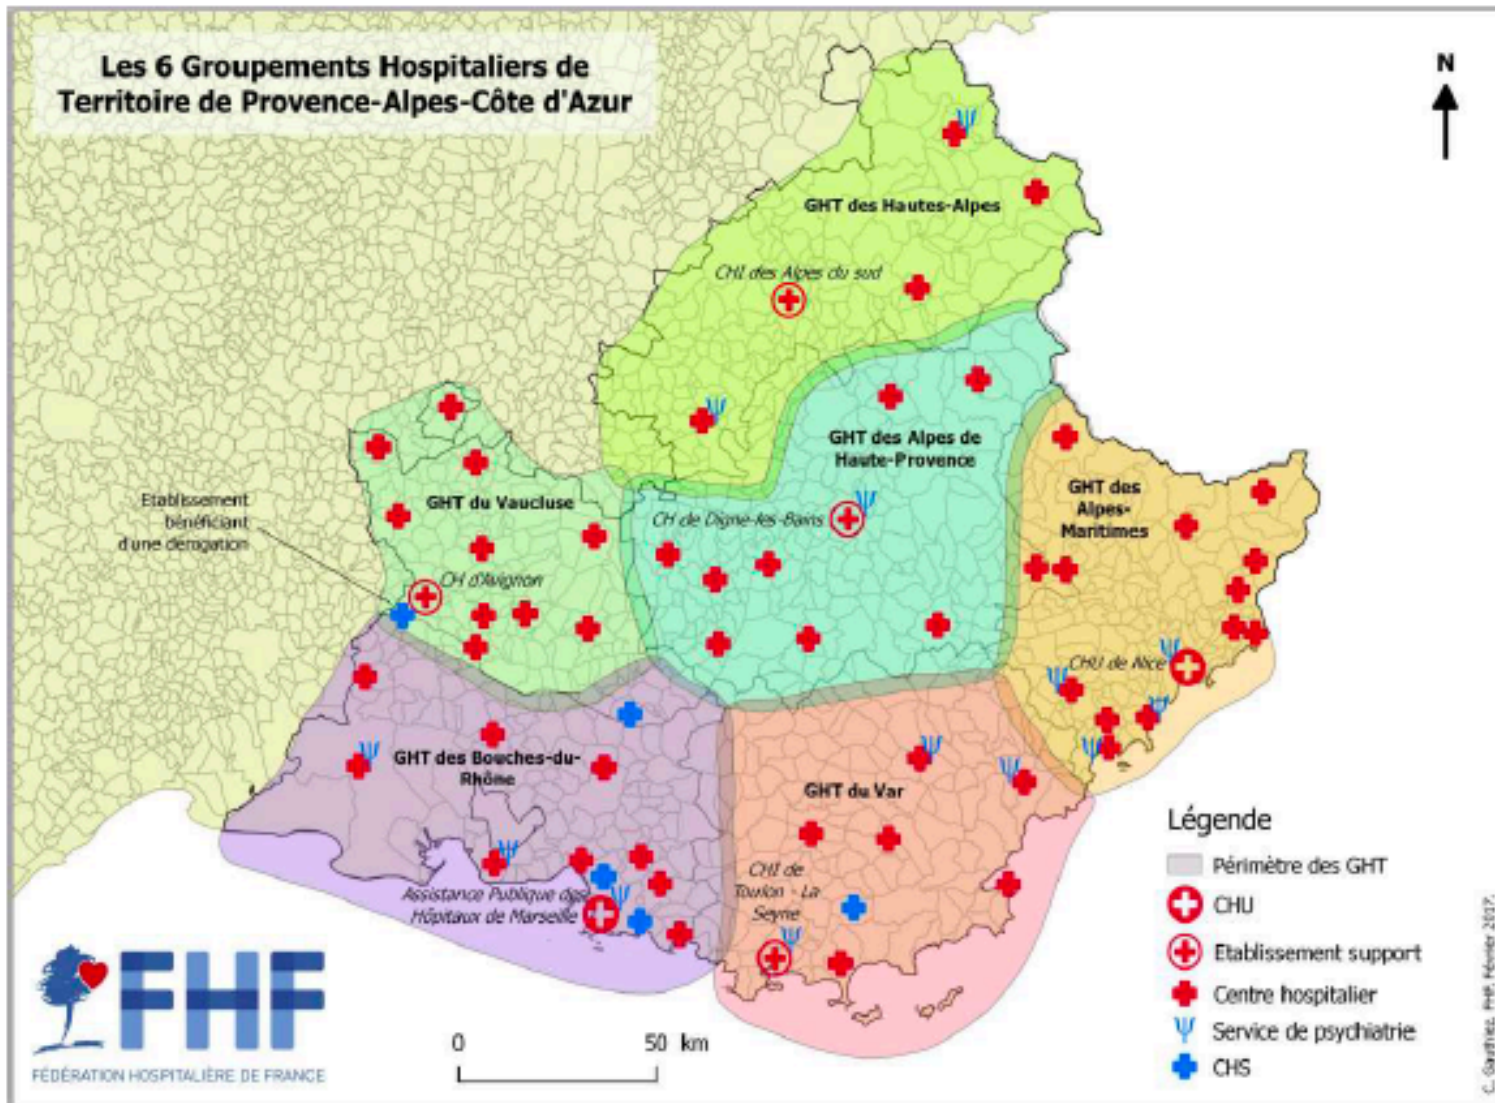 Les 6 Groupements Hospitaliers de
Territoire de Provence-Alpes-Côte d'Azur
N
GHT des Hautes-Alpes
CHI des Alpes du sud
GHT des Alpes de
Haute-Provence
GHT du Vaucluse
Etablissement
bénéficiant
d'une dérogation
CH de Digne-les-Bains
GHT des
Alpes-
Maritimes
CH d'Avignon
CHU de Nice
GHT des Bouches-du-
Rhône
GHT du Var
CHI de
Toulon - La
Seyne
Assistance Publique des
Hôpitaux de Marseille
Légende
Périmètre des GHT
CHU
Etablissement support
Centre hospitalier
Service de psychiatrie
CHS
FHF
FÉDÉRATION HOSPITALIÈRE DE FRANCE
0 50 km
C. Gauthiez, FHF, Février 2017.